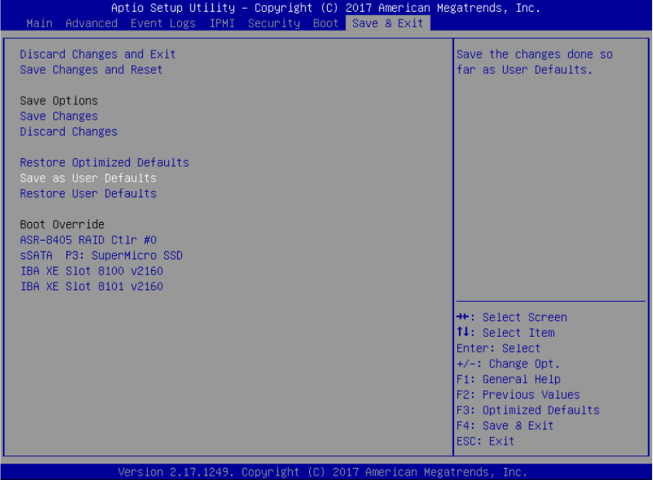 Aptio Setup Utility – Copyright (C) 2017 American Megatrends, Inc.
Main Advanced Event Logs IPMI Security Boot Save & Exit
Discard Changes and Exit
Save Changes and Reset
Save Options
Save Changes
Discard Changes
Restore Optimized Defaults
Save as User Defaults
Restore User Defaults
Boot Override
ASR-8405 RAID Ctlr #0
sSATA P3: SuperMicro SSD
IBA XE Slot 8100 v2160
IBA XE Slot 8101 v2160
Save the changes done so
far as User Defaults.
→←: Select Screen
↑↓: Select Item
Enter: Select
+/-: Change Opt.
F1: General Help
F2: Previous Values
F3: Optimized Defaults
F4: Save & Exit
ESC: Exit
Version 2.17.1249. Copyright (C) 2017 American Megatrends, Inc.